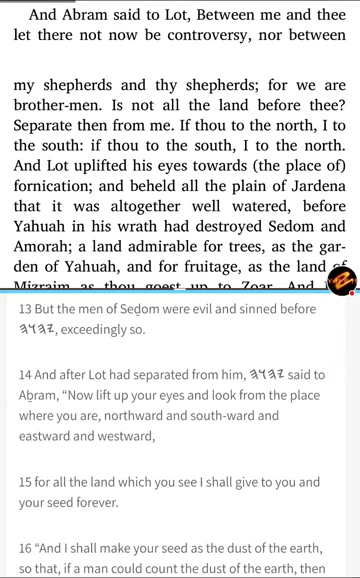 And Abram said to Lot, Between me and thee
let there not now be controversy, nor between
my shepherds and thy shepherds; for we are
brother-men. Is not all the land before thee?
Separate then from me. If thou to the north, I to
the south: if thou to the south, I to the north.
And Lot uplifted his eyes towards (the place of)
fornication; and beheld all the plain of Jardena
that it was altogether well watered, before
Yahuah in his wrath had destroyed Sedom and
Amorah; a land admirable for trees, as the gar-
den of Yahuah, and for fruitage, as the land of
Mizraim as thou goest up to Zoar. And
13 But the men of Seḏom were evil and sinned before
𐤉𐤄𐤅𐤄, exceedingly so.
14 And after Lot had separated from him, 𐤉𐤄𐤅𐤄 said to
Aḇram, “Now lift up your eyes and look from the place
where you are, northward and south-ward and
eastward and westward,
15 for all the land which you see I shall give to you and
your seed forever.
16 “And I shall make your seed as the dust of the earth,
so that, if a man could count the dust of the earth, then